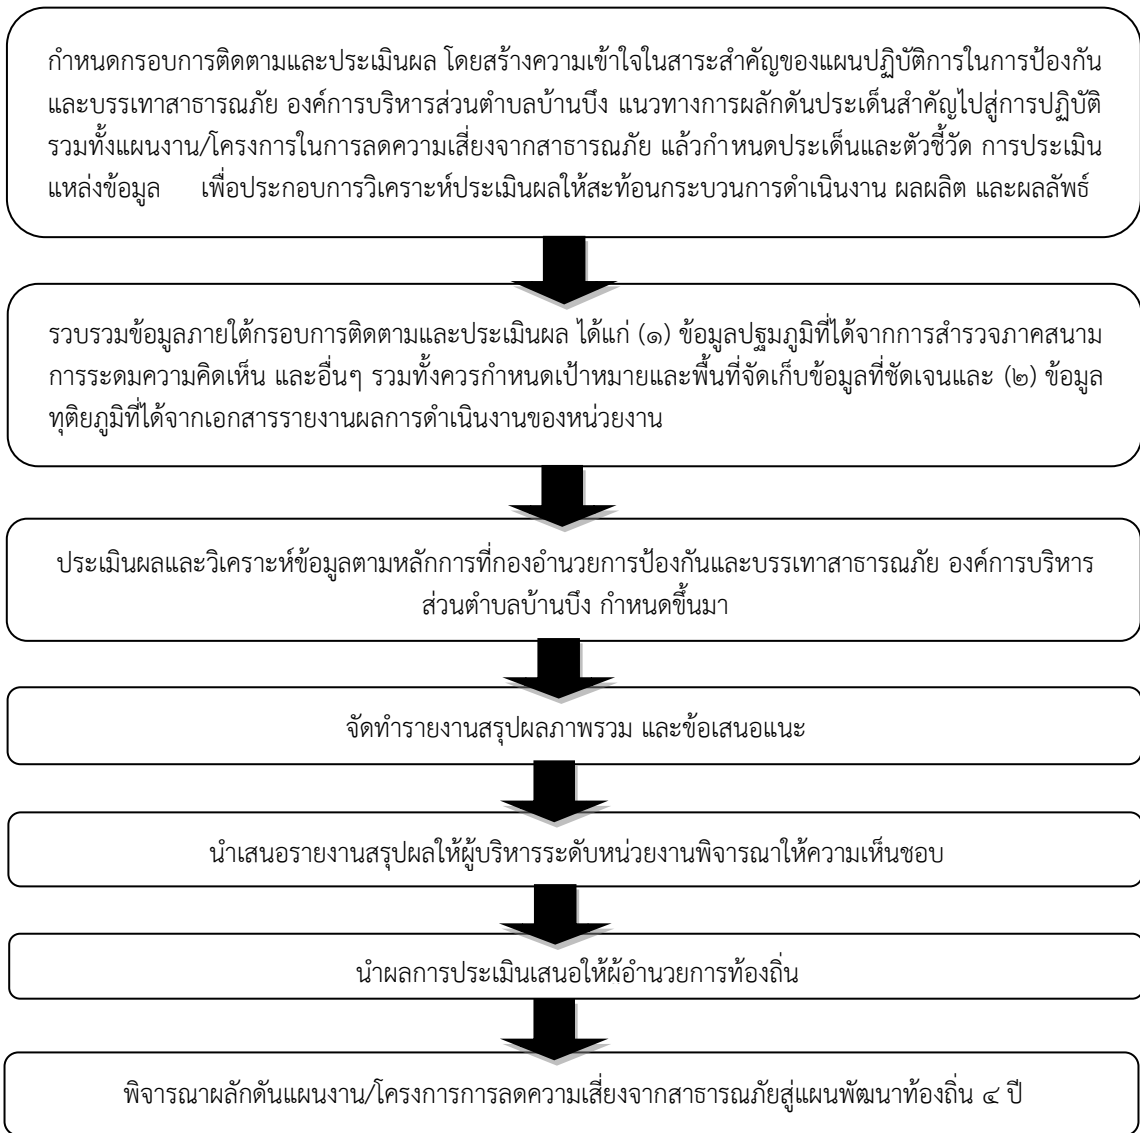 กำหนดกรอบการติดตามและประเมินผล โดยสร้างความเข้าใจในสาระสำคัญของแผนปฏิบัติการในการป้องกัน
และบรรเทาสาธารณภัย องค์การบริหารส่วนตำบลบ้านบึง แนวทางการผลักดันประเด็นสำคัญไปสู่การปฏิบัติ
รวมทั้งแผนงาน/โครงการในการลดความเสี่ยงจากสาธารณภัย แล้วกำหนดประเด็นและตัวชี้วัด การประเมิน
แหล่งข้อมูล เพื่อประกอบการวิเคราะห์ประเมินผลให้สะท้อนกระบวนการดำเนินงาน ผลผลิต และผลลัพธ์
รวบรวมข้อมูลภายใต้กรอบการติดตามและประเมินผล ได้แก่ (๑) ข้อมูลปฐมภูมิที่ได้จากการสำรวจภาคสนาม
การระดมความคิดเห็น และอื่นๆ รวมทั้งควรกำหนดเป้าหมายและพื้นที่จัดเก็บข้อมูลที่ชัดเจนและ (๒) ข้อมูล
ทุติยภูมิที่ได้จากเอกสารรายงานผลการดำเนินงานของหน่วยงาน
ประเมินผลและวิเคราะห์ข้อมูลตามหลักการที่กองอำนวยการป้องกันและบรรเทาสาธารณภัย องค์การบริหาร
ส่วนตำบลบ้านบึง กำหนดขึ้นมา
จัดทำรายงานสรุปผลภาพรวม และข้อเสนอแนะ
นำเสนอรายงานสรุปผลให้ผู้บริหารระดับหน่วยงานพิจารณาให้ความเห็นชอบ
นำผลการประเมินเสนอให้ผู้อำนวยการท้องถิ่น
พิจารณาผลักดันแผนงาน/โครงการการลดความเสี่ยงจากสาธารณภัยสู่แผนพัฒนาท้องถิ่น ๔ ปี